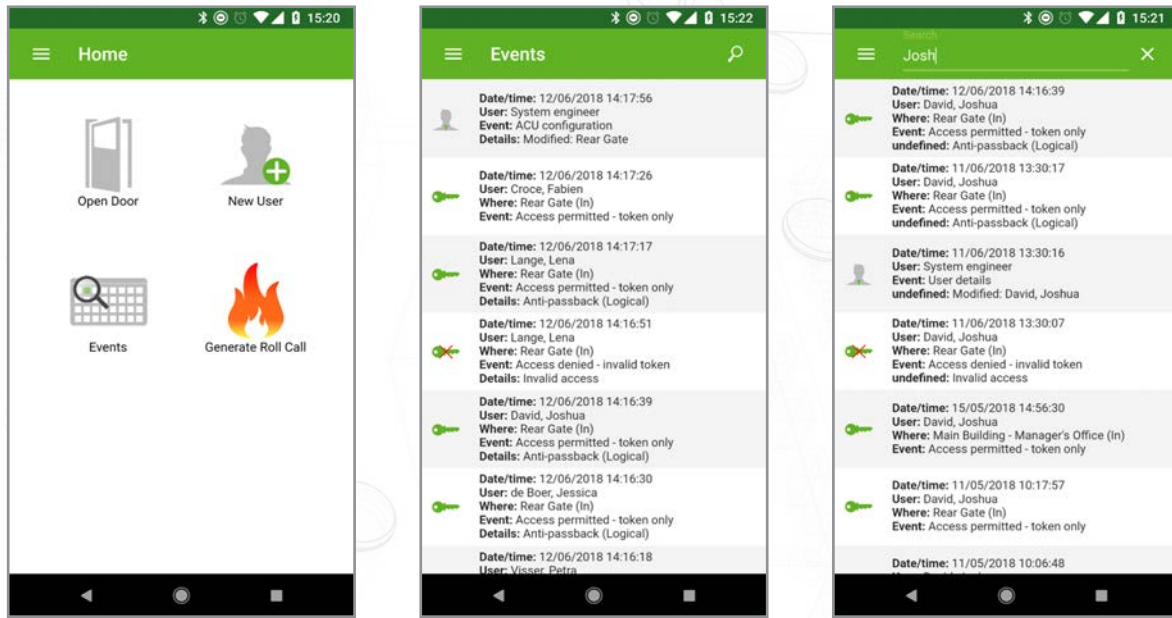 15:20
Home
Open Door
New User
Events
Generate Roll Call
15:22
Events
Date/time: 12/06/2018 14:17:56
User: System engineer
Event: ACU configuration
Details: Modified: Rear Gate
Date/time: 12/06/2018 14:17:26
User: Croce, Fabien
Where: Rear Gate (In)
Event: Access permitted - token only
Date/time: 12/06/2018 14:17:17
User: Lange, Lena
Where: Rear Gate (In)
Event: Access permitted - token only
Details: Anti-passback (Logical)
Date/time: 12/06/2018 14:16:51
User: Lange, Lena
Where: Rear Gate (In)
Event: Access denied - invalid token
Details: Invalid access
Date/time: 12/06/2018 14:16:39
User: David, Joshua
Where: Rear Gate (In)
Event: Access permitted - token only
Details: Anti-passback (Logical)
Date/time: 12/06/2018 14:16:30
User: de Boer, Jessica
Where: Rear Gate (In)
Event: Access permitted - token only
Details: Anti-passback (Logical)
Date/time: 12/06/2018 14:16:18
User: Visser, Petra
15:21
Search
Josh
Date/time: 12/06/2018 14:16:39
User: David, Joshua
Where: Rear Gate (In)
Event: Access permitted - token only
undefined: Anti-passback (Logical)
Date/time: 11/06/2018 13:30:17
User: David, Joshua
Where: Rear Gate (In)
Event: Access permitted - token only
undefined: Anti-passback (Logical)
Date/time: 11/06/2018 13:30:16
User: System engineer
Event: User details
undefined: Modified: David, Joshua
Date/time: 11/06/2018 13:30:07
User: David, Joshua
Where: Rear Gate (In)
Event: Access denied - invalid token
undefined: Invalid access
Date/time: 15/05/2018 14:56:30
User: David, Joshua
Where: Main Building - Manager's Office (In)
Event: Access permitted - token only
Date/time: 11/05/2018 10:17:57
User: David, Joshua
Where: Rear Gate (In)
Event: Access permitted - token only
Date/time: 11/05/2018 10:06:48